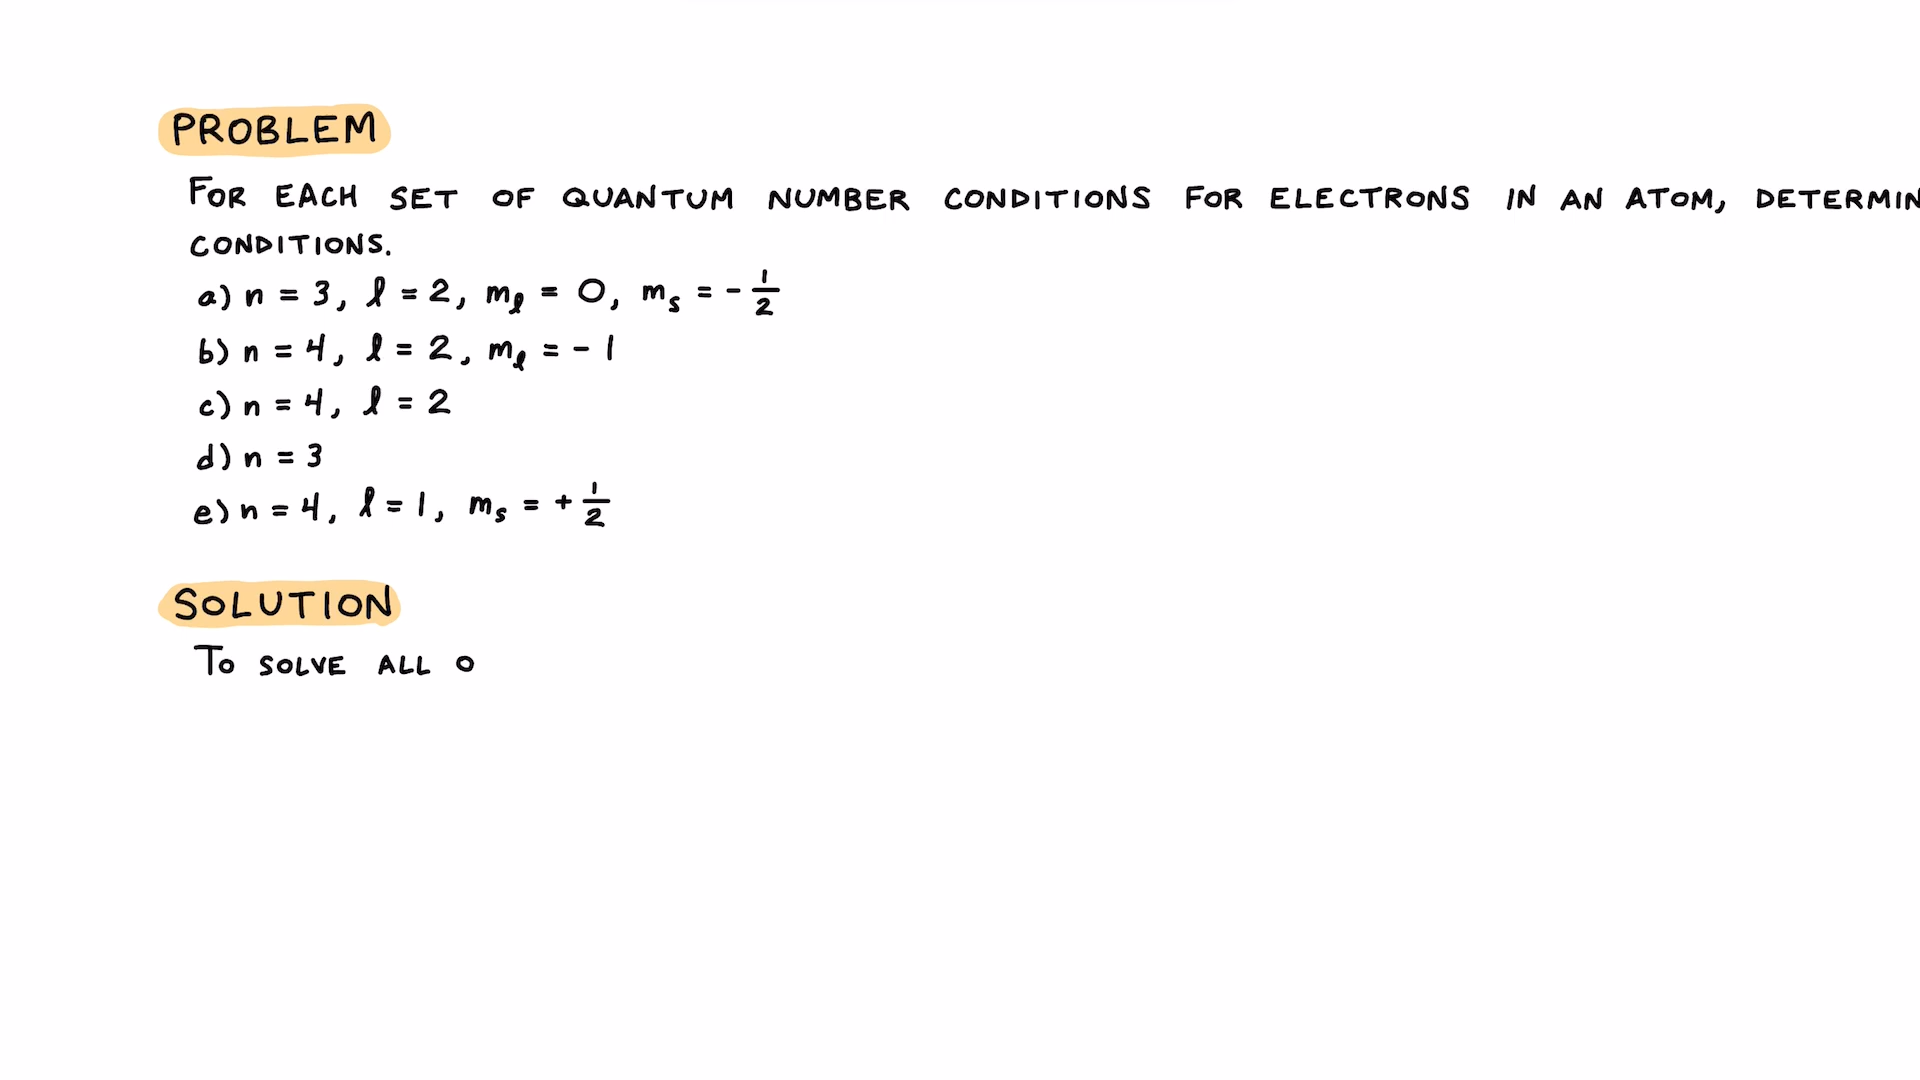 PROBLEM
FOR EACH SET OF QUANTUM NUMBER CONDITIONS FOR ELECTRONS IN AN ATOM, DETERMIN
CONDITIONS.
a) n = 3, ℓ = 2, mℓ = 0, ms = -1/2
b) n = 4, ℓ = 2, mℓ = -1
c) n = 4, ℓ = 2
d) n = 3
e) n = 4, ℓ = 1, ms = +1/2
SOLUTION
TO SOLVE ALL O